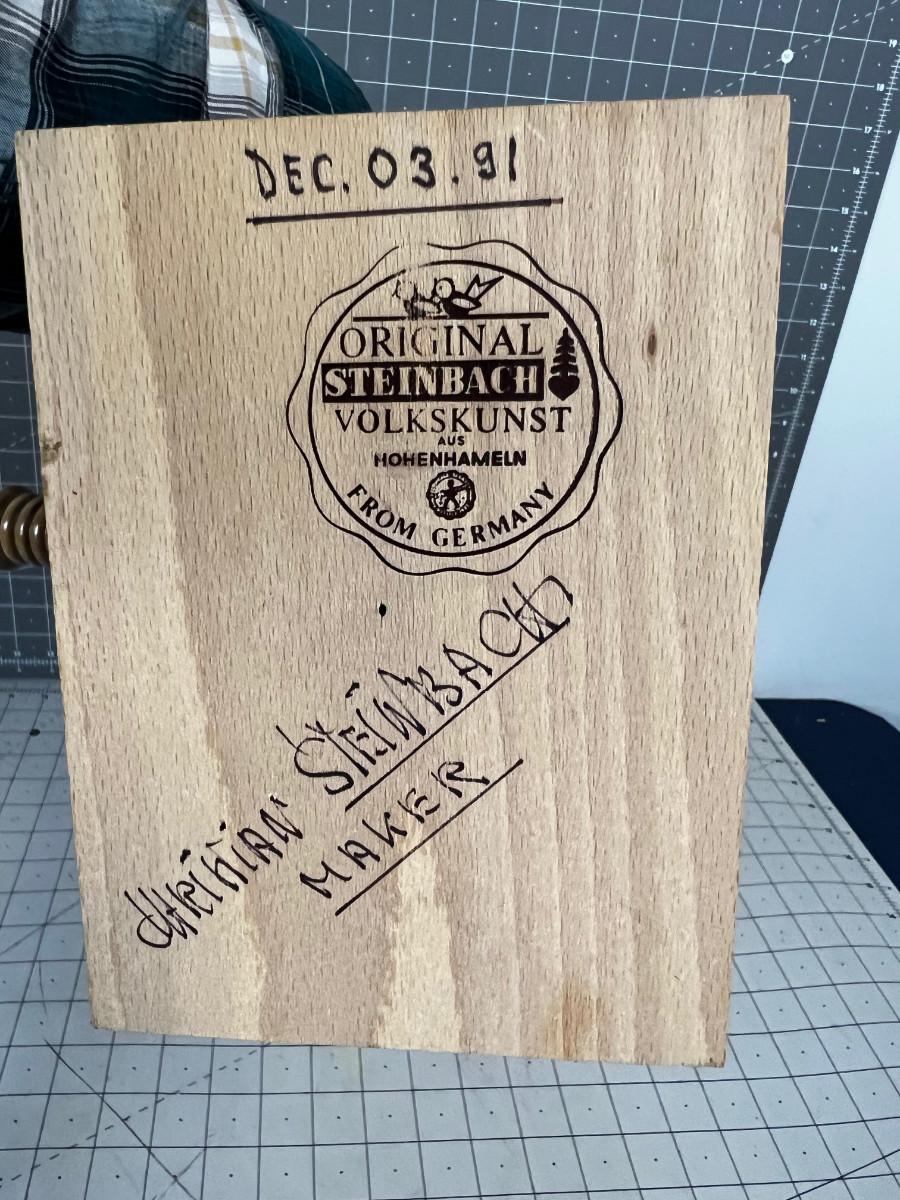 DEC. 03. 91
ORIGINAL
STEINBACH
VOLKSKUNST
AUS
HOHENHAMELN
FROM GERMANY
STEINBACH
MAKER